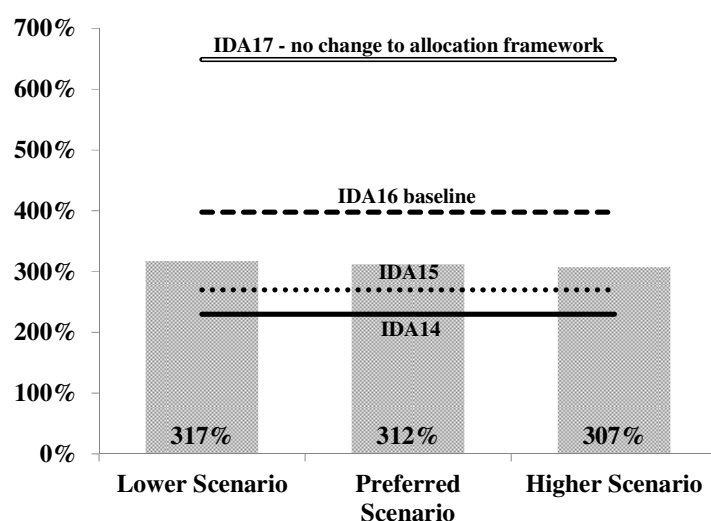 700%
IDA17 - no change to allocation framework
600%
500%
IDA16 baseline
400%
300%
IDA15
200%
IDA14
100%
317%
312%
307%
0%
Lower Scenario
Preferred
Scenario
Higher Scenario